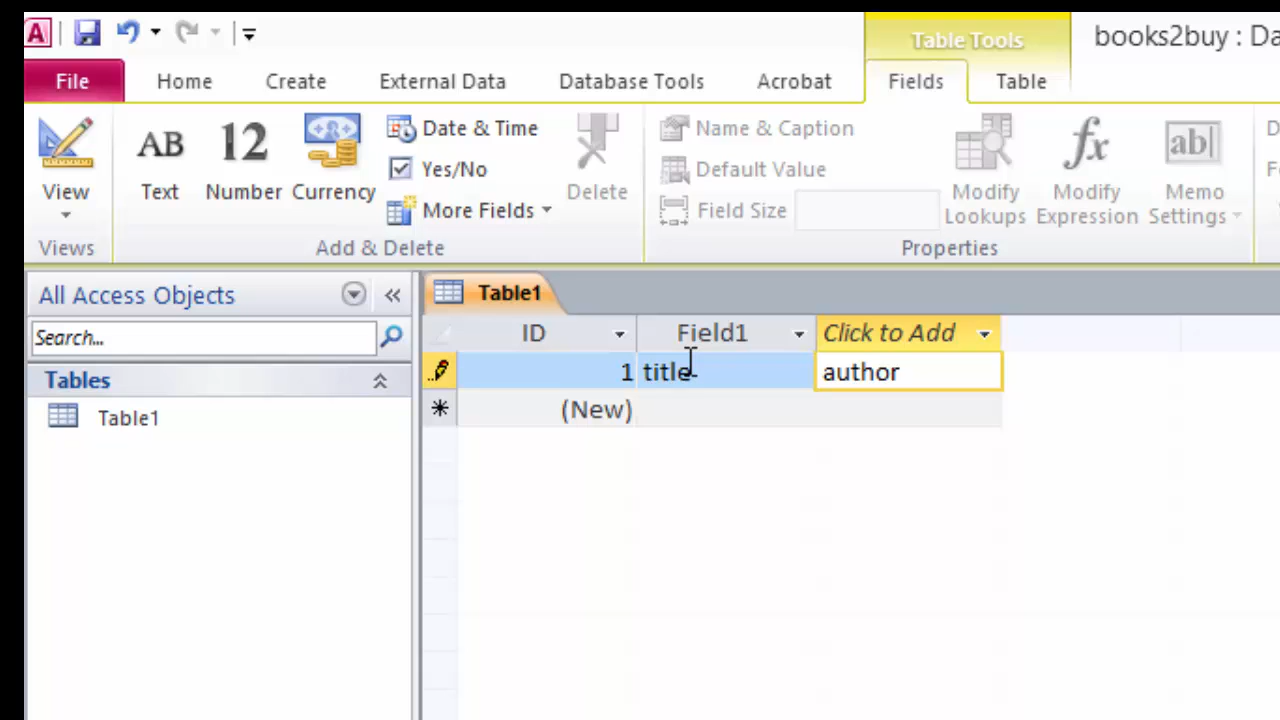 A
Table Tools
books2buy : Da
File Home Create External Data Database Tools Acrobat Fields Table
View
AB Text
12 Number
Currency
Date & Time
Yes/No
More Fields
Delete
Name & Caption
Default Value
Field Size
Modify Lookups
fx Modify Expression
ab| Memo Settings
Views Add & Delete Properties
All Access Objects «
Search...
Tables
Table1
Table1
ID Field1 Click to Add
1 title author
(New)